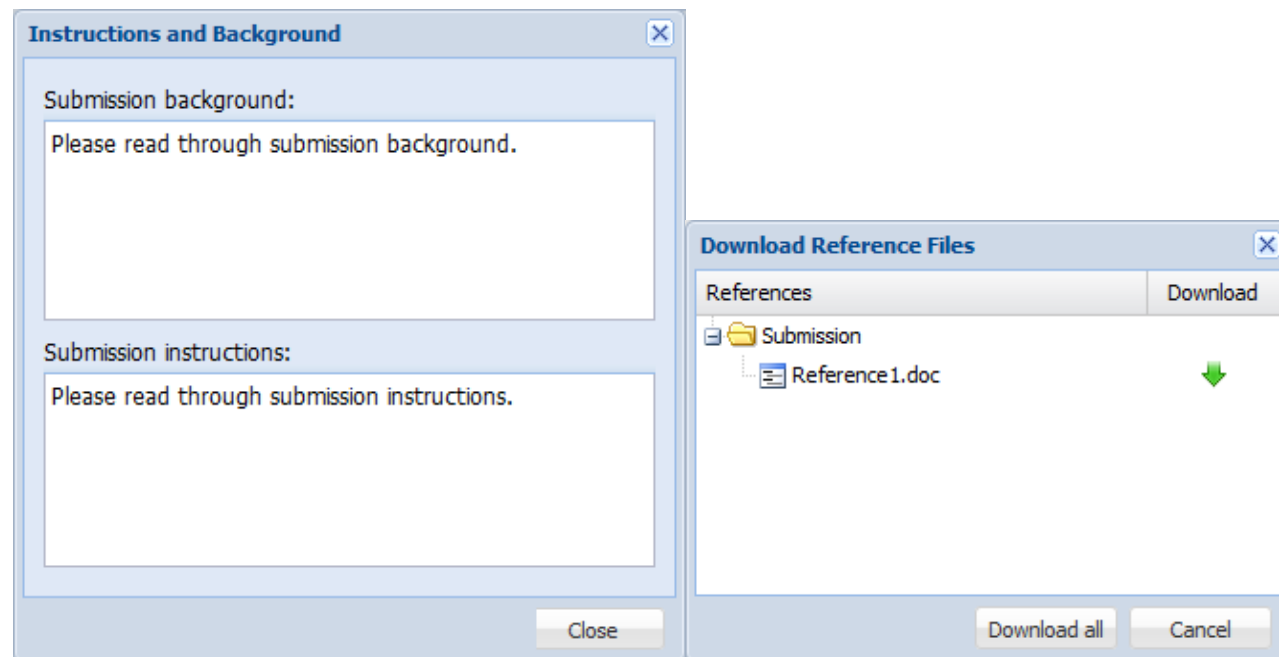 Instructions and Background
Submission background:
Please read through submission background.
Submission instructions:
Please read through submission instructions.
Close
Download Reference Files
References Download
Submission
Reference1.doc
Download all Cancel